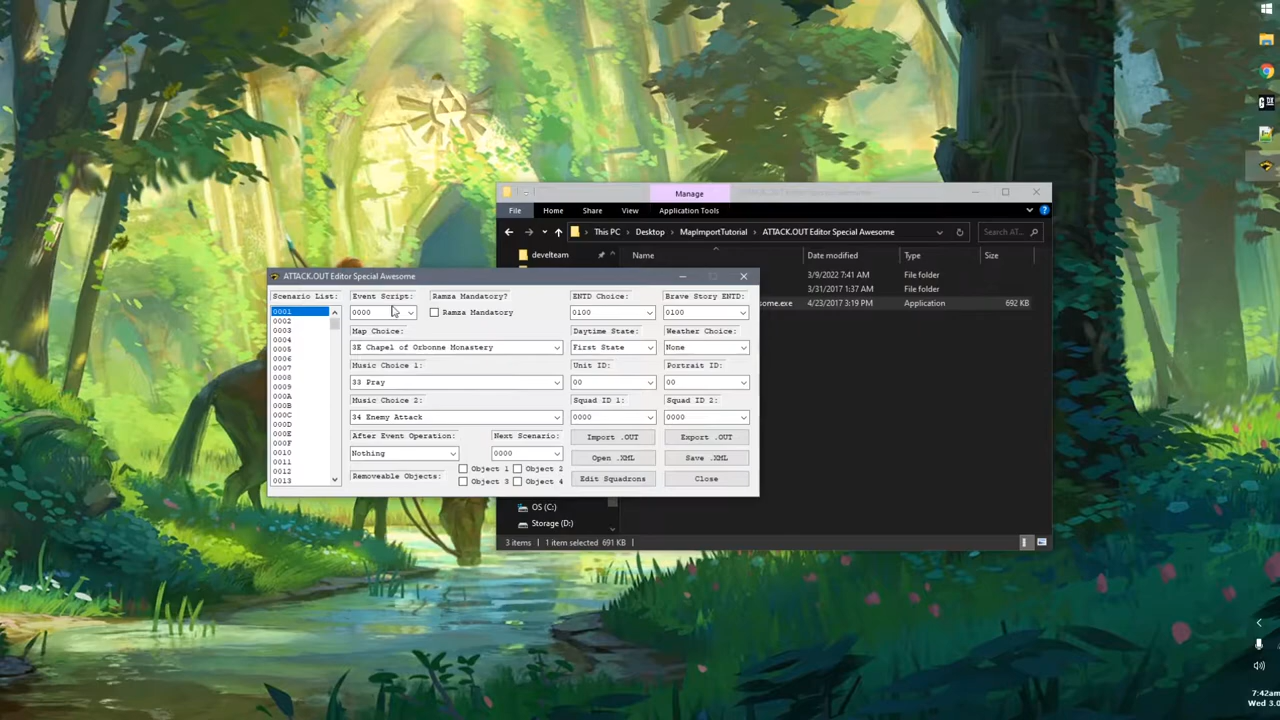 Manage
File Home Share View Application Tools
This PC Desktop MapImportTutorial ATTACK.OUT Editor Special Awesome Search AT...
develteam
Name Date modified Type Size
3/9/2022 7:41 AM File folder
3/31/2017 1:37 AM File folder
some.exe 4/23/2017 3:19 PM Application 692 KB
ATTACK.OUT Editor Special Awesome
Scenario List: Event Script: Ramza Mandatory? ENTD Choice: Brave Story ENTD:
0001
0002
0003
0004
0005
0006
0007
0008
0009
000A
000B
000C
000D
000E
000F
0010
0011
0012
0013
0000 Ramza Mandatory 0100 0100
Map Choice: Daytime State: Weather Choice:
3E Chapel of Orbonne Monastery First State None
Music Choice 1: Unit ID: Portrait ID:
33 Pray 00 00
Music Choice 2: Squad ID 1: Squad ID 2:
34 Enemy Attack 0000 0000
After Event Operation: Next Scenario: Import .OUT Export .OUT
Nothing 0000 Open .XML Save .XML
Removeable Objects: Object 1 Object 2
Object 3 Object 4
Edit Squadrons Close
OS (C:)
Storage (D:)
3 items 1 item selected 691 KB
7:42am
Wed 3.0